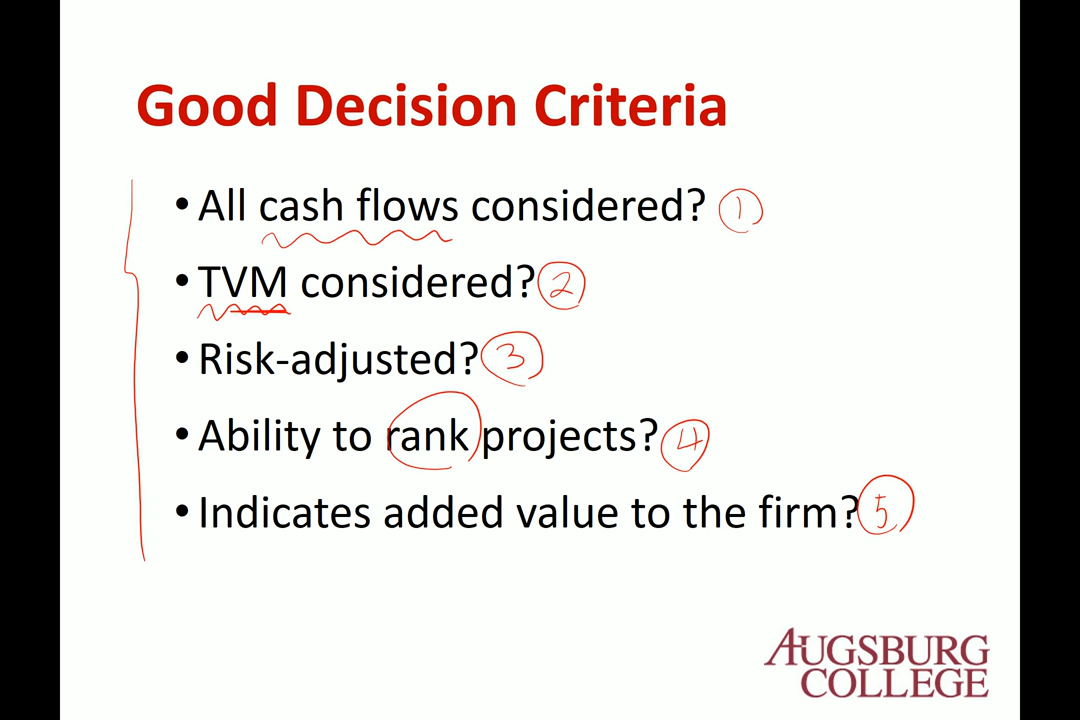 Good Decision Criteria
• All cash flows considered? 1
• TVM considered? 2
• Risk-adjusted? 3
• Ability to rank projects? 4
• Indicates added value to the firm? 5
AUGSBURG
COLLEGE